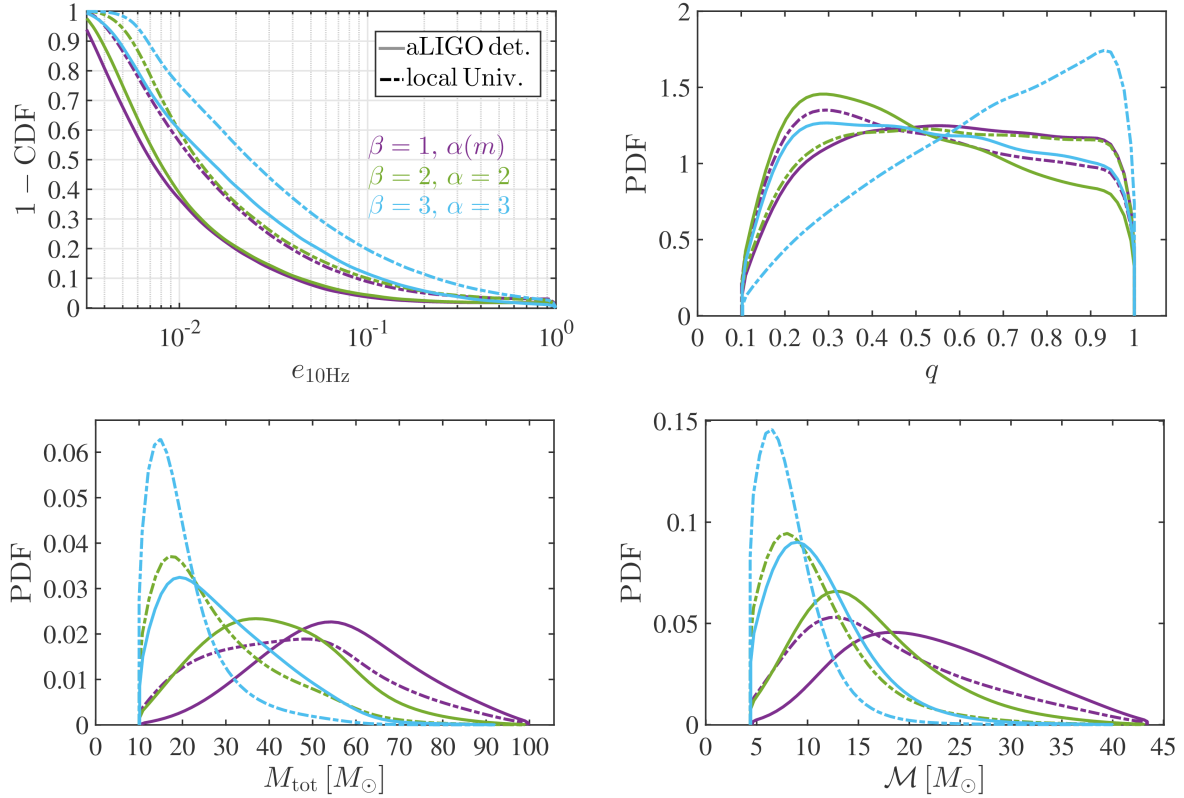 1
0.9
0.8
0.7
0.6
0.5
0.4
0.3
0.2
0.1
0
1 − CDF
aLIGO det.
local Univ.
β = 1, α(m)
β = 2, α = 2
β = 3, α = 3
10⁻² 10⁻¹ 10⁰
e₁₀Hz
2
1.5
1
0.5
0
PDF
0 0.1 0.2 0.3 0.4 0.5 0.6 0.7 0.8 0.9 1
q
0.06
0.05
0.04
0.03
0.02
0.01
0
PDF
0 10 20 30 40 50 60 70 80 90 100
M_tot [M_⊙]
0.15
0.1
0.05
0
PDF
0 5 10 15 20 25 30 35 40 45
ℳ [M_⊙]